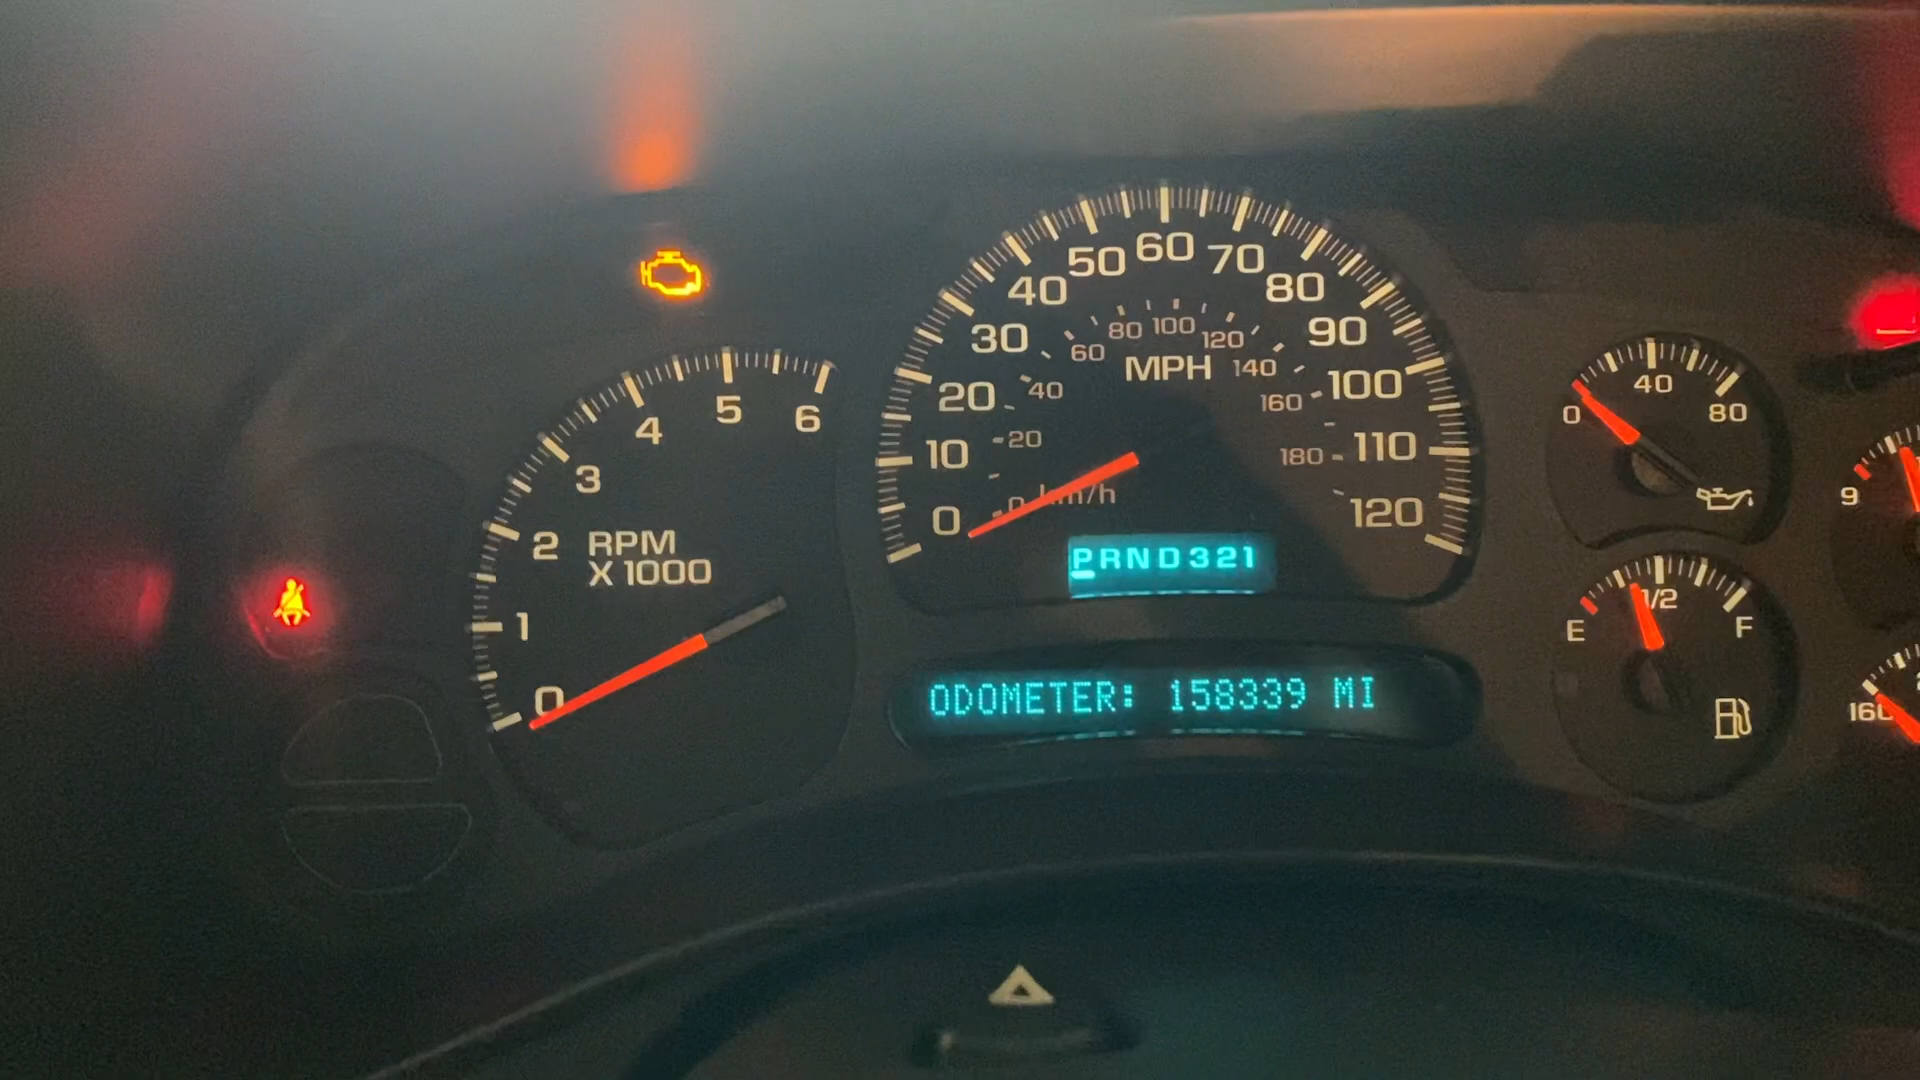 0 1 2 3 4 5 6
RPM
X 1000
0 10 20 30 40 50 60 70 80 90 100 110 120
0 20 40 60 80 100 120 140 160 180
MPH
km/h
PRND321
ODOMETER: 158339 MI
0 40 80
E 1/2 F
9
160